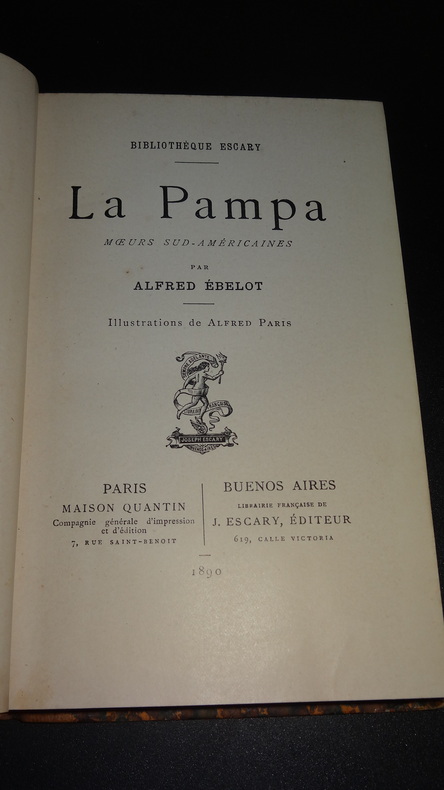 BIBLIOTHÈQUE ESCARY
La Pampa
MŒURS SUD-AMÉRICAINES
PAR
ALFRED ÉBELOT
Illustrations de ALFRED PARIS
JOSEPH ESCARY
PARIS
MAISON QUANTIN
Compagnie générale d'impression
et d'édition
7, RUE SAINT-BENOIT
BUENOS AIRES
LIBRAIRIE FRANÇAISE DE
J. ESCARY, ÉDITEUR
619, CALLE VICTORIA
1890